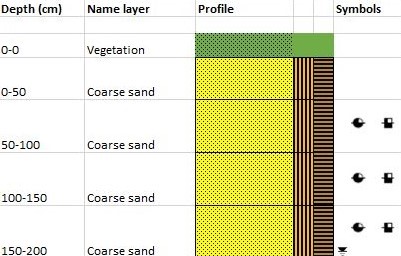 Depth (cm) Name layer Profile Symbols
0-0 Vegetation
0-50 Coarse sand
50-100 Coarse sand
100-150 Coarse sand
150-200 Coarse sand